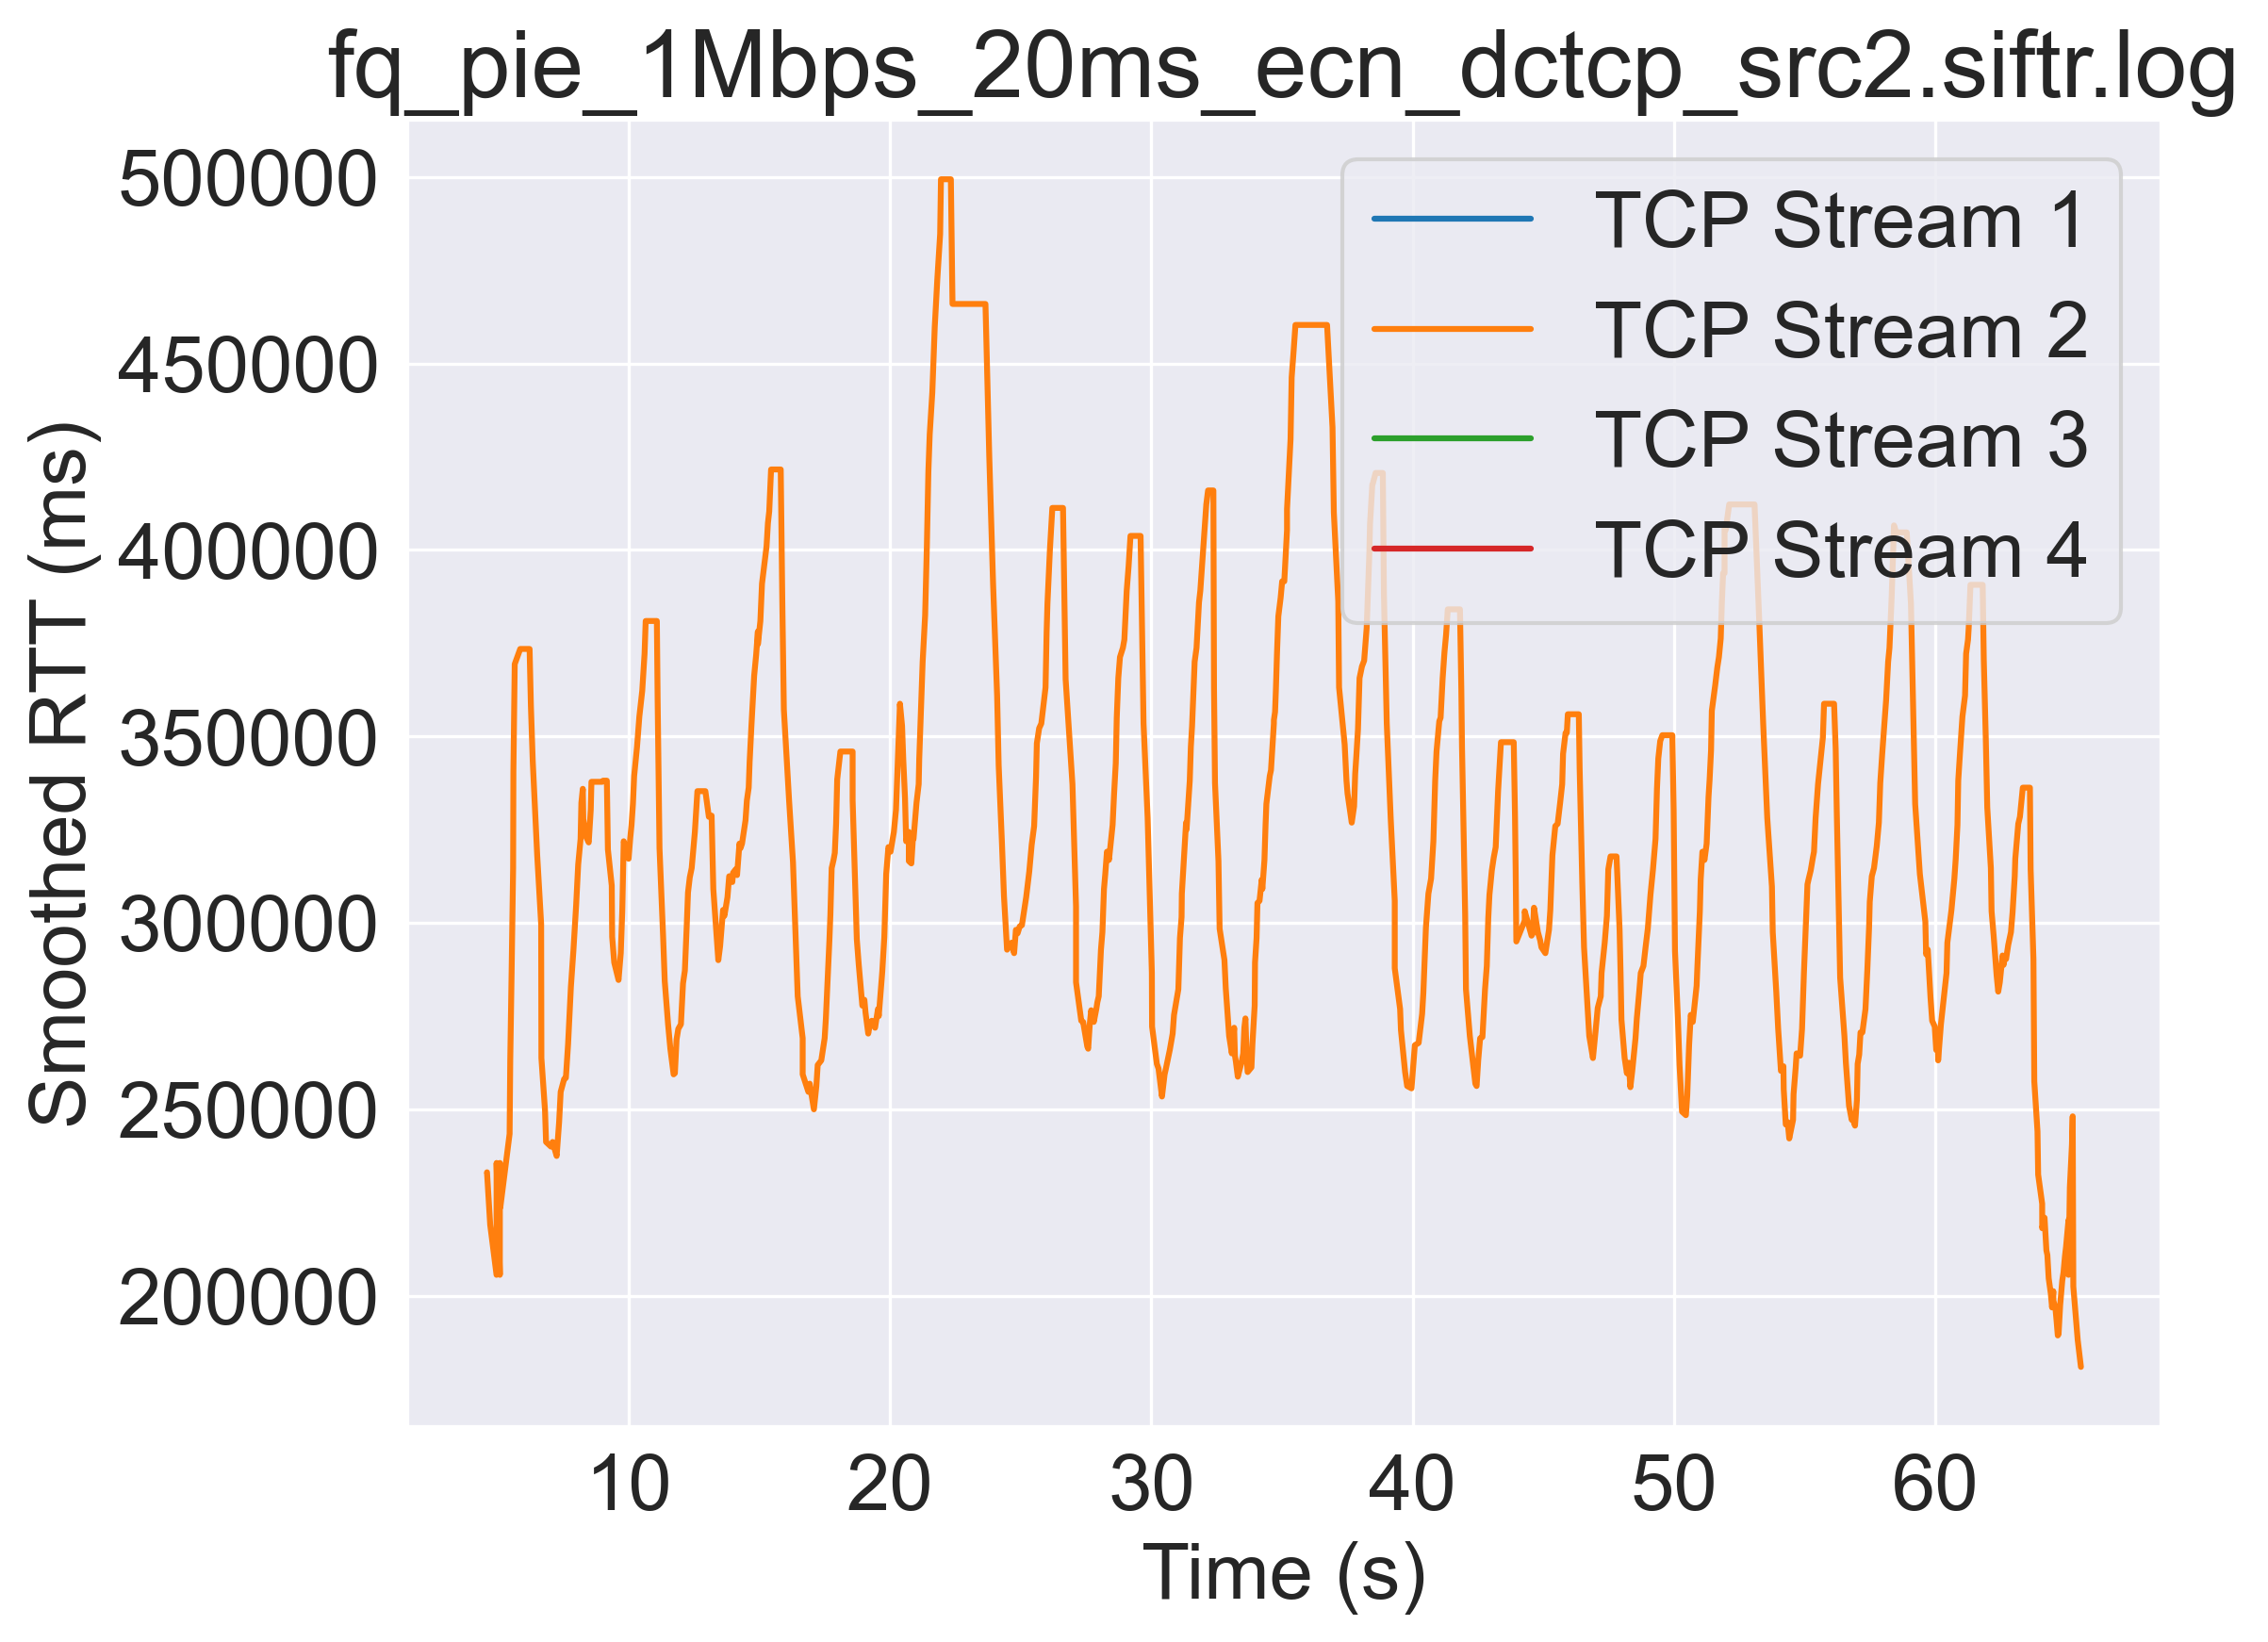 fq_pie_1Mbps_20ms_ecn_dctcp_src2.siftr.log
500000
450000
400000
350000
300000
250000
200000
Smoothed RTT (ms)
TCP Stream 1
TCP Stream 2
TCP Stream 3
TCP Stream 4
10 20 30 40 50 60
Time (s)